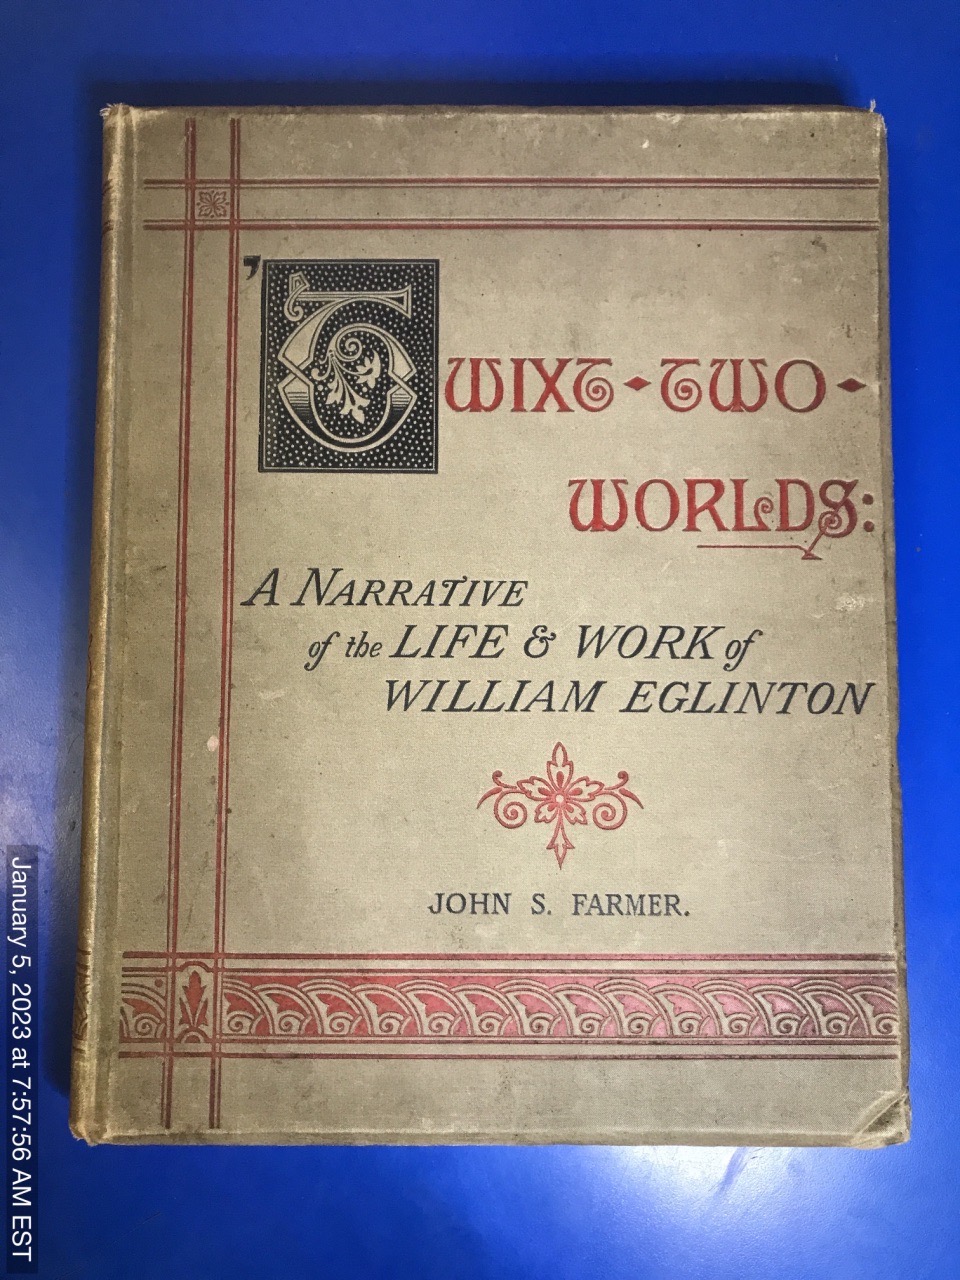 'TWIXT-TWO-
WORLDS:
A NARRATIVE
of the LIFE & WORK of
WILLIAM EGLINTON
JOHN S. FARMER.
January 5, 2023 at 7:57:56 AM EST